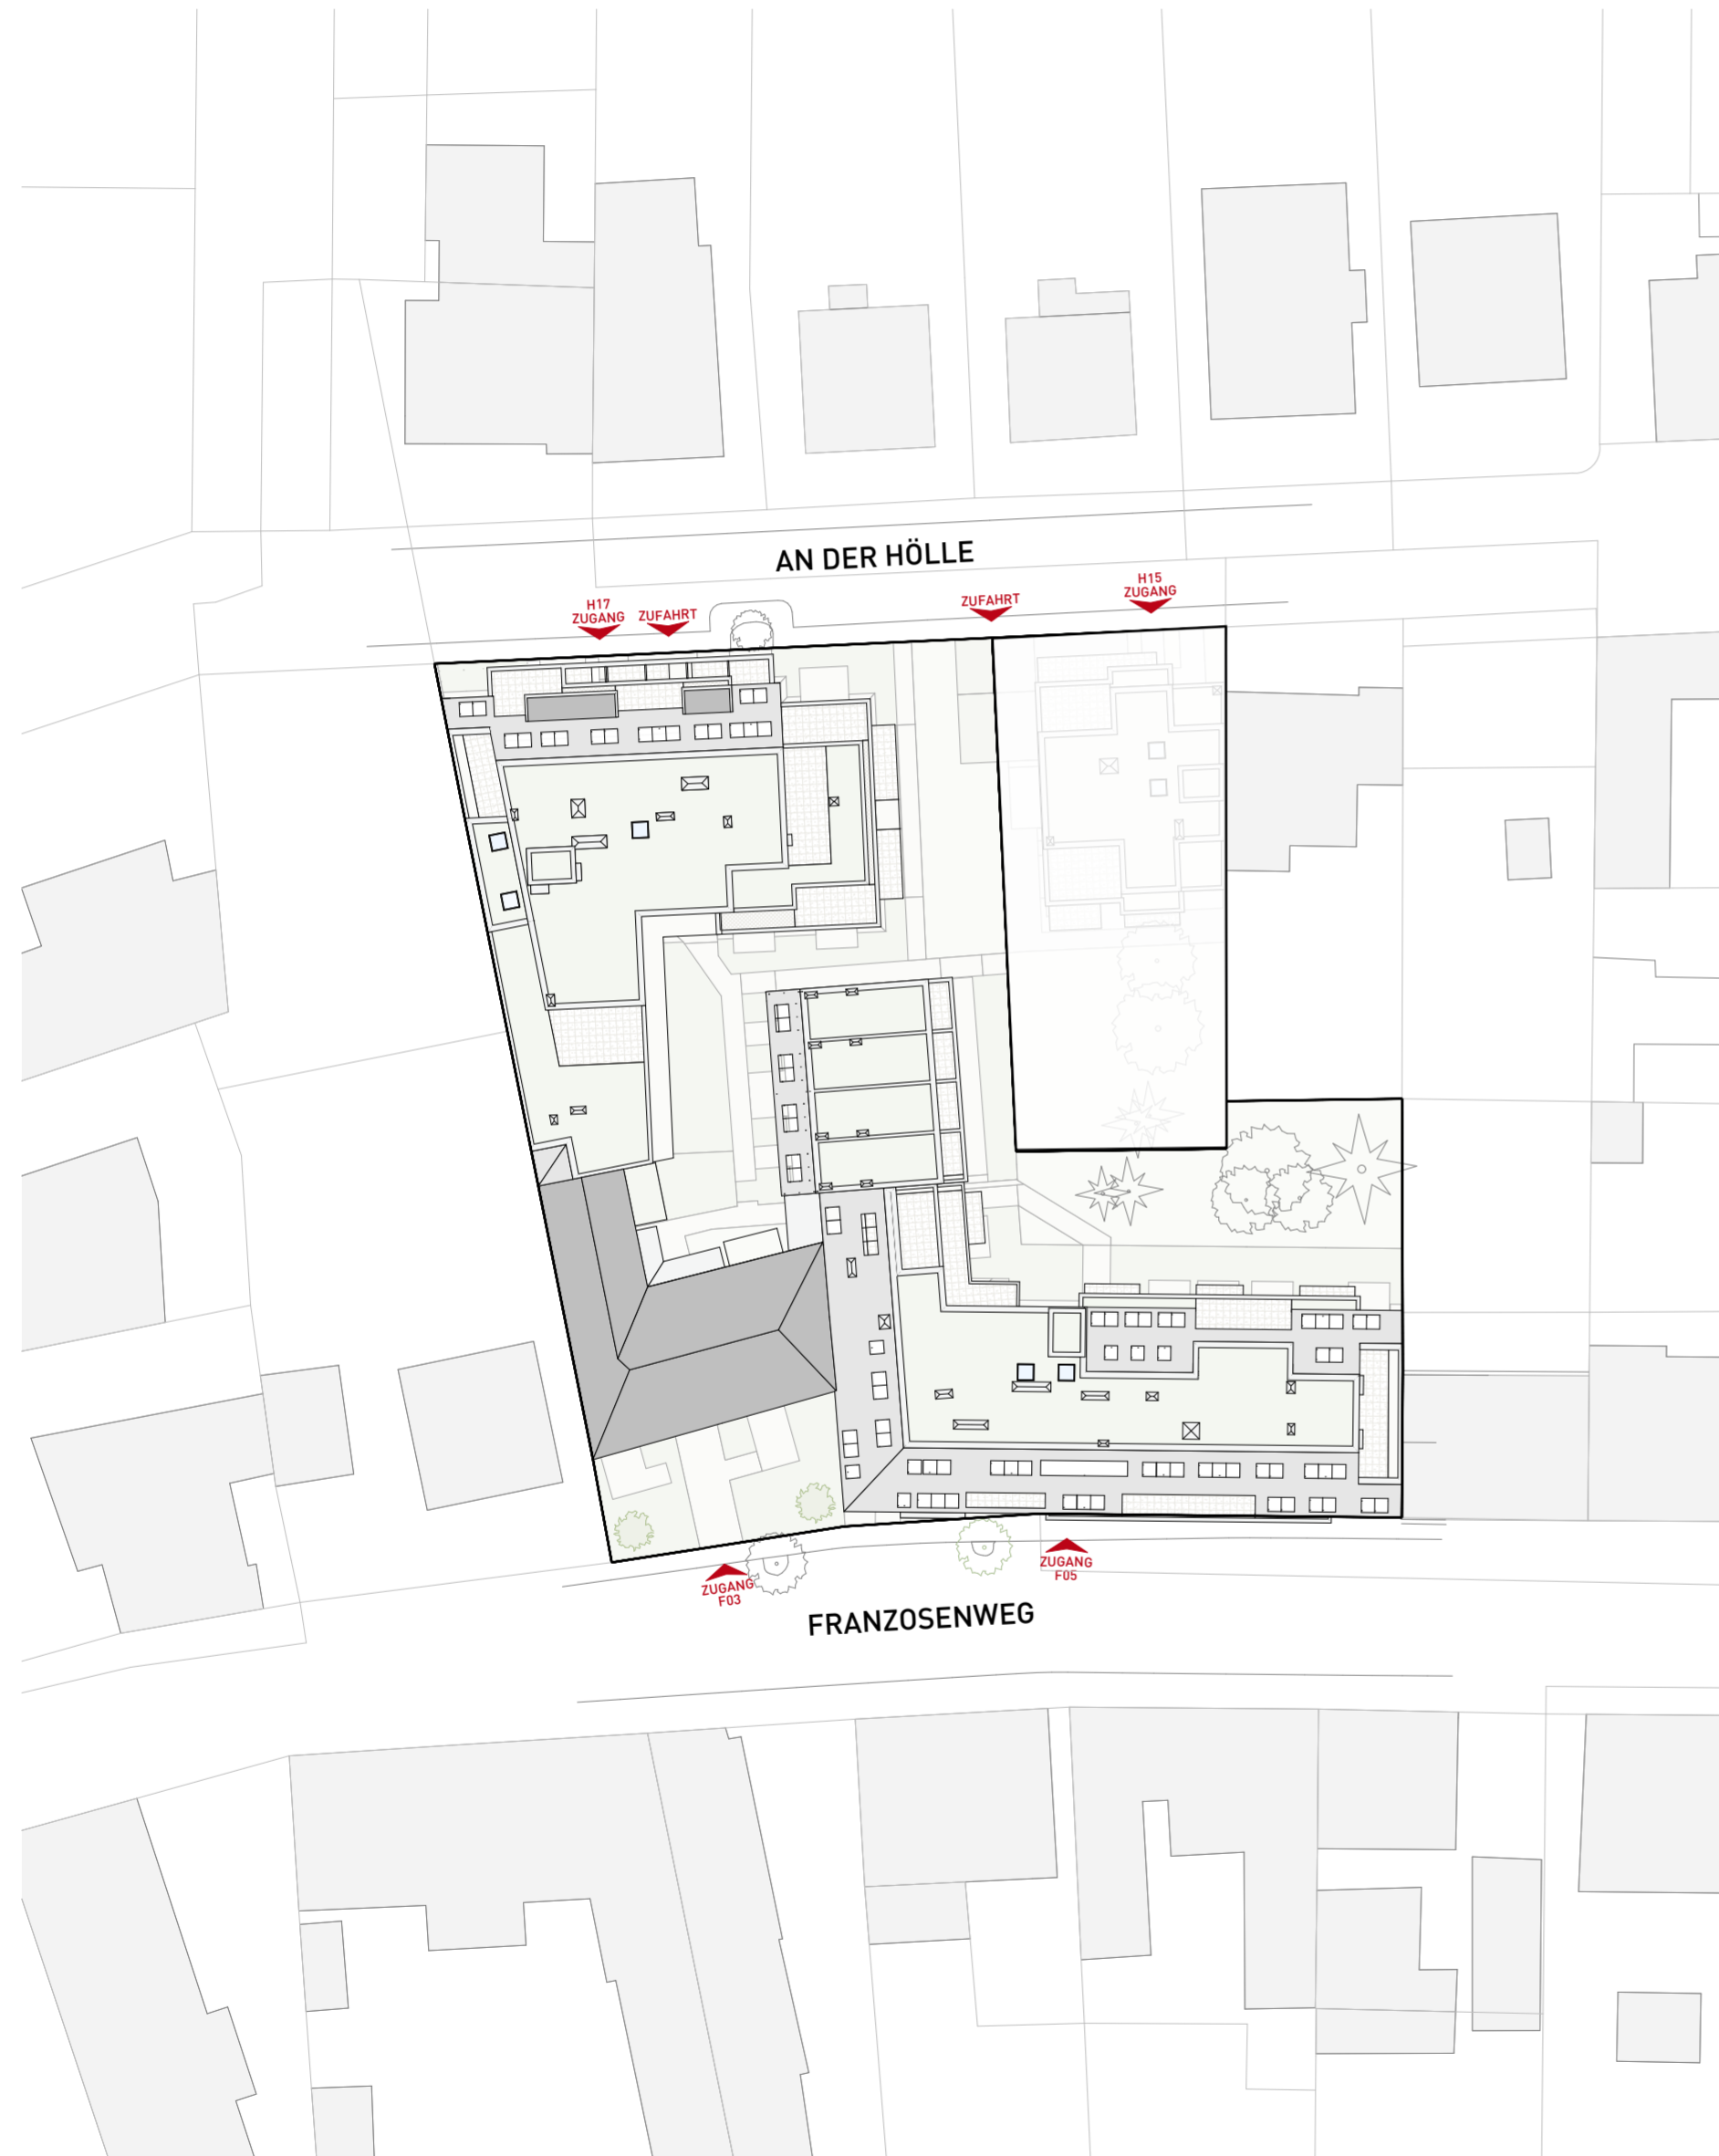 AN DER HÖLLE
H17
ZUGANG
ZUFAHRT
ZUFAHRT
H15
ZUGANG
ZUGANG
F03
ZUGANG
F05
FRANZOSENWEG